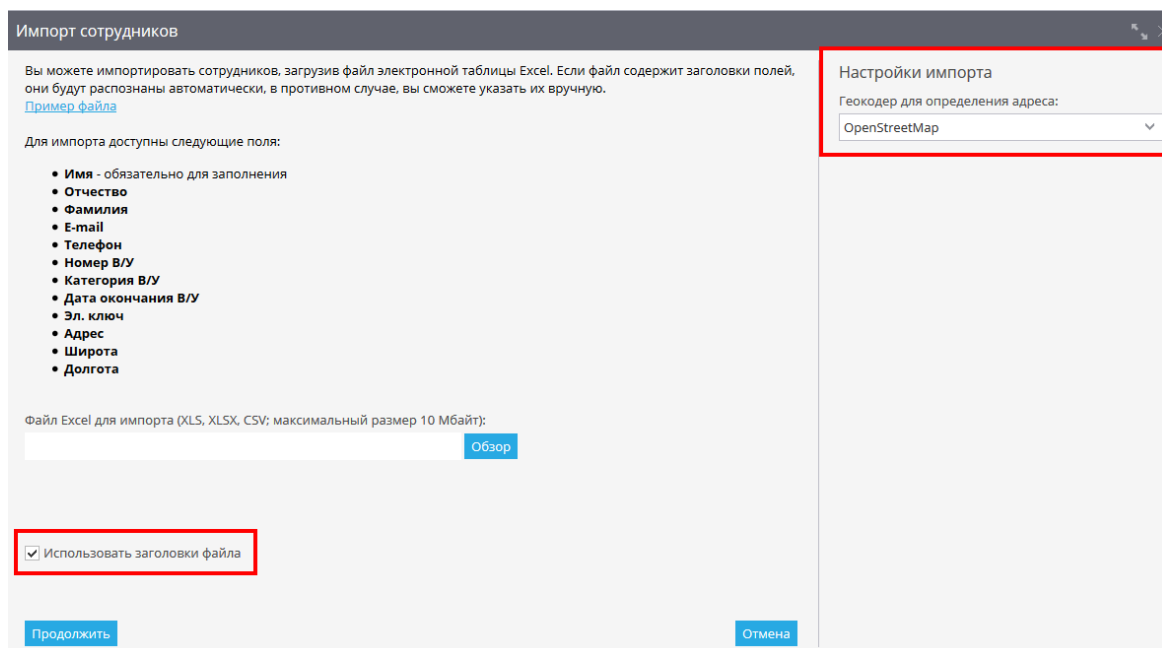 Импорт сотрудников
Вы можете импортировать сотрудников, загрузив файл электронной таблицы Excel. Если файл содержит заголовки полей,
они будут распознаны автоматически, в противном случае, вы сможете указать их вручную.
Пример файла
Для импорта доступны следующие поля:
• Имя - обязательно для заполнения
• Отчество
• Фамилия
• E-mail
• Телефон
• Номер В/У
• Категория В/У
• Дата окончания В/У
• Эл. ключ
• Адрес
• Широта
• Долгота
Файл Excel для импорта (XLS, XLSX, CSV; максимальный размер 10 Мбайт):
Обзор
Использовать заголовки файла
Продолжить
Отмена
Настройки импорта
Геокодер для определения адреса:
OpenStreetMap